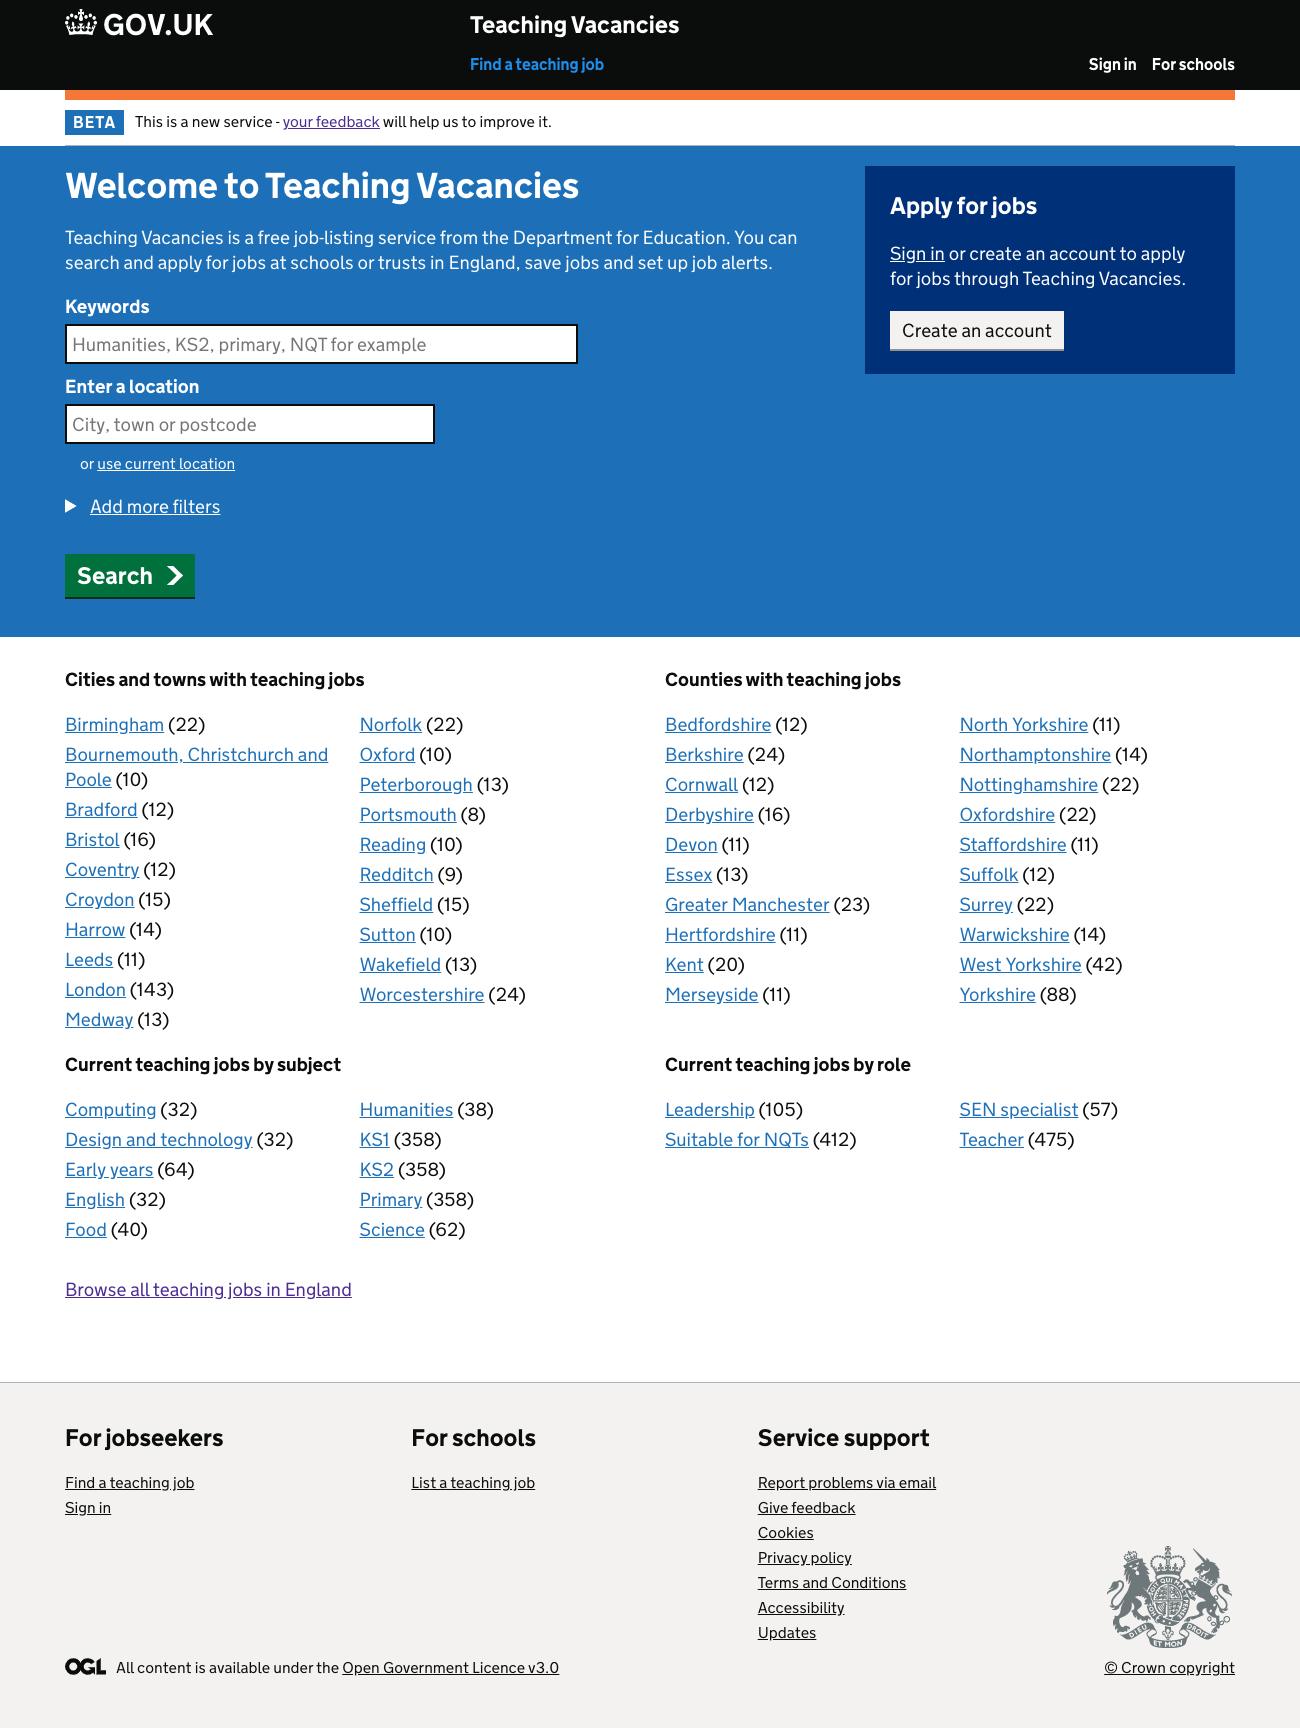 GOV.UK
Teaching Vacancies
Find a teaching job
Sign in
For schools
BETA
This is a new service - your feedback will help us to improve it.
Welcome to Teaching Vacancies
Teaching Vacancies is a free job-listing service from the Department for Education. You can
search and apply for jobs at schools or trusts in England, save jobs and set up job alerts.
Keywords
Humanities, KS2, primary, NQT for example
Enter a location
City, town or postcode
or use current location
Add more filters
Search
Apply for jobs
Sign in or create an account to apply
for jobs through Teaching Vacancies.
Create an account
Cities and towns with teaching jobs
Birmingham (22)
Bournemouth, Christchurch and
Poole (10)
Bradford (12)
Bristol (16)
Coventry (12)
Croydon (15)
Harrow (14)
Leeds (11)
London (143)
Medway (13)
Norfolk (22)
Oxford (10)
Peterborough (13)
Portsmouth (8)
Reading (10)
Redditch (9)
Sheffield (15)
Sutton (10)
Wakefield (13)
Worcestershire (24)
Counties with teaching jobs
Bedfordshire (12)
Berkshire (24)
Cornwall (12)
Derbyshire (16)
Devon (11)
Essex (13)
Greater Manchester (23)
Hertfordshire (11)
Kent (20)
Merseyside (11)
North Yorkshire (11)
Northamptonshire (14)
Nottinghamshire (22)
Oxfordshire (22)
Staffordshire (11)
Suffolk (12)
Surrey (22)
Warwickshire (14)
West Yorkshire (42)
Yorkshire (88)
Current teaching jobs by subject
Computing (32)
Design and technology (32)
Early years (64)
English (32)
Food (40)
Humanities (38)
KS1 (358)
KS2 (358)
Primary (358)
Science (62)
Current teaching jobs by role
Leadership (105)
Suitable for NQTs (412)
SEN specialist (57)
Teacher (475)
Browse all teaching jobs in England
For jobseekers
Find a teaching job
Sign in
For schools
List a teaching job
Service support
Report problems via email
Give feedback
Cookies
Privacy policy
Terms and Conditions
Accessibility
Updates
DIEU ET MON DROIT
OGL
All content is available under the Open Government Licence v3.0
© Crown copyright